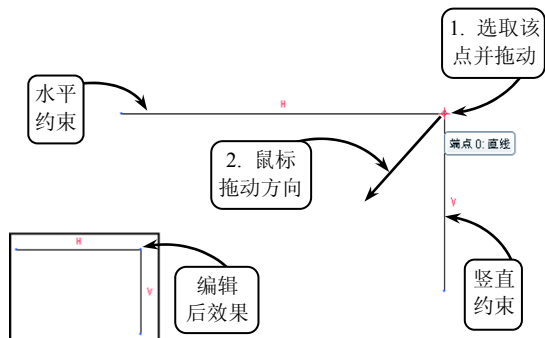 1. 选取该
点并拖动
水平
约束
H
端点 0: 直线
2. 鼠标
拖动方向
V
H
V
编辑
后效果
竖直
约束